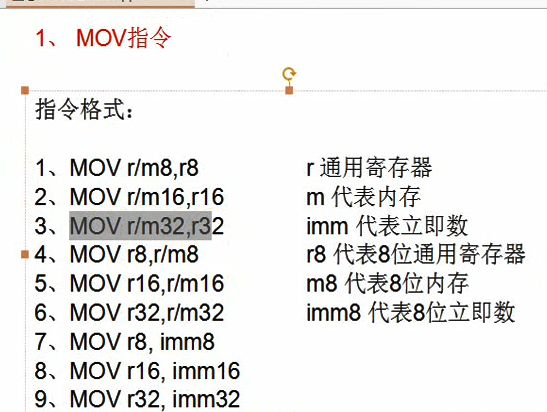 1、 MOV指令
指令格式：
1、MOV r/m8,r8 r 通用寄存器
2、MOV r/m16,r16 m 代表内存
3、MOV r/m32,r32 imm 代表立即数
4、MOV r8,r/m8 r8 代表8位通用寄存器
5、MOV r16,r/m16 m8 代表8位内存
6、MOV r32,r/m32 imm8 代表8位立即数
7、MOV r8, imm8
8、MOV r16, imm16
9、MOV r32, imm32